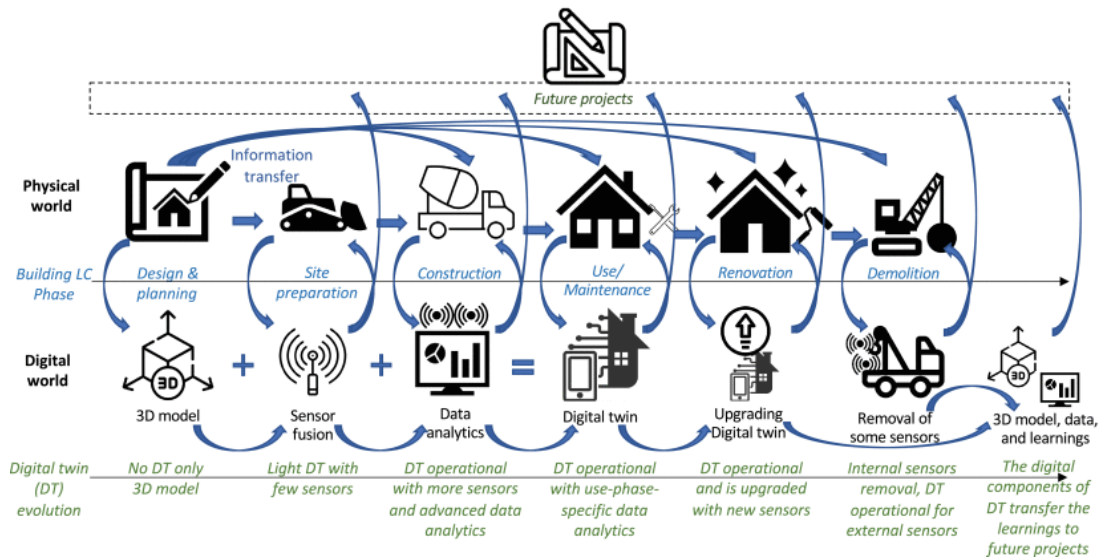 Future projects
Information
transfer
Physical
world
Building LC
Phase
Design &
planning
Site
preparation
Construction
Use/
Maintenance
Renovation
Demolition
Digital
world
3D
3D model
+
Sensor
fusion
+
Data
analytics
=
Digital twin
Upgrading
Digital twin
Removal of
some sensors
3D
3D model, data,
and learnings
Digital twin
(DT)
evolution
No DT only
3D model
Light DT with
few sensors
DT operational
with more sensors
and advanced data
analytics
DT operational
with use-phase-
specific data
analytics
DT operational
and is upgraded
with new sensors
Internal sensors
removal, DT
operational for
external sensors
The digital
components of
DT transfer the
learnings to
future projects